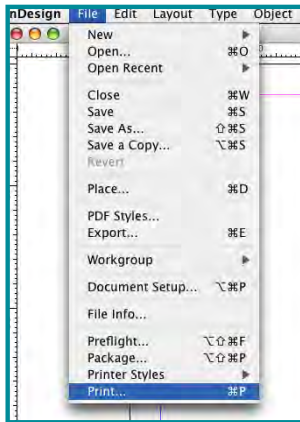 nDesign File Edit Layout Type Object
New
Open... ⌘O
Open Recent
Close ⌘W
Save ⌘S
Save As... ⇧⌘S
Save a Copy... ⌥⌘S
Revert
Place... ⌘D
PDF Styles...
Export... ⌘E
Workgroup
Document Setup... ⌥⌘P
File Info...
Preflight... ⌥⇧⌘F
Package... ⌥⇧⌘P
Printer Styles
Print... ⌘P